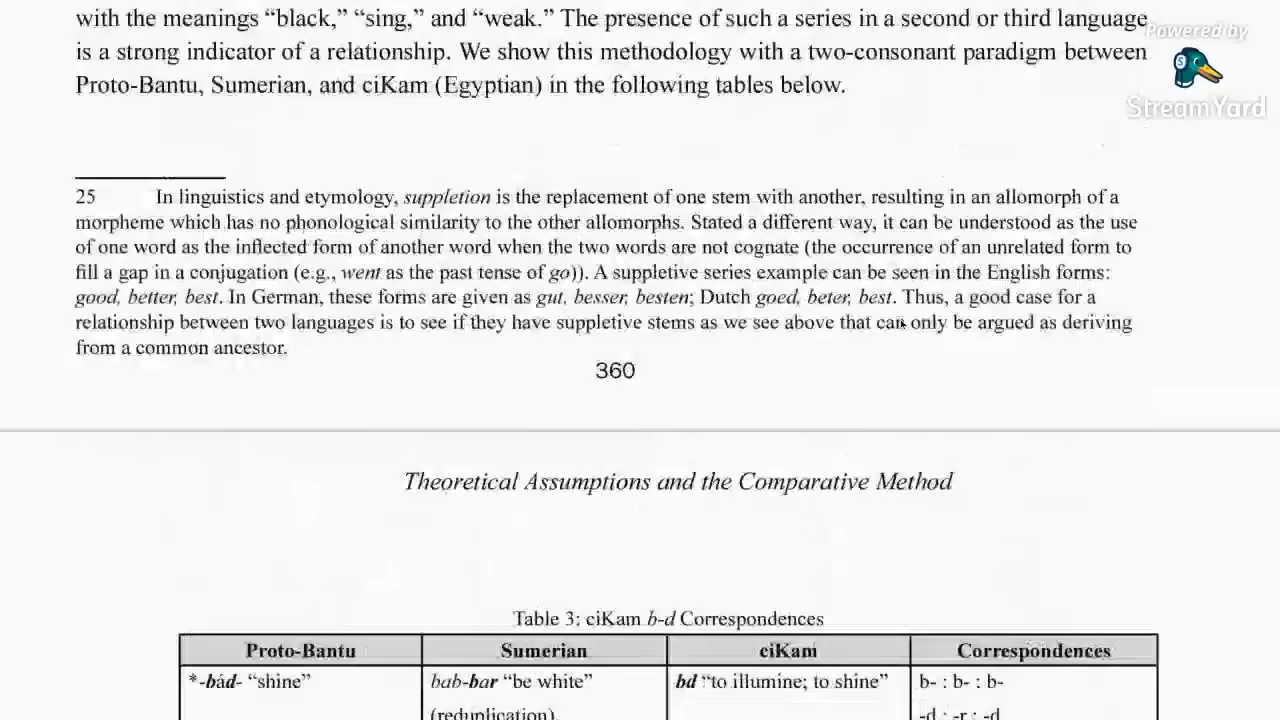 with the meanings “black,” “sing,” and “weak.” The presence of such a series in a second or third language
is a strong indicator of a relationship. We show this methodology with a two-consonant paradigm between
Proto-Bantu, Sumerian, and ciKam (Egyptian) in the following tables below.
Powered by
StreamYard
25 In linguistics and etymology, suppletion is the replacement of one stem with another, resulting in an allomorph of a
morpheme which has no phonological similarity to the other allomorphs. Stated a different way, it can be understood as the use
of one word as the inflected form of another word when the two words are not cognate (the occurrence of an unrelated form to
fill a gap in a conjugation (e.g., went as the past tense of go)). A suppletive series example can be seen in the English forms:
good, better, best. In German, these forms are given as gut, besser, besten; Dutch goed, beter, best. Thus, a good case for a
relationship between two languages is to see if they have suppletive stems as we see above that can only be argued as deriving
from a common ancestor.
360
Theoretical Assumptions and the Comparative Method
Table 3: ciKam b-d Correspondences
Proto-Bantu Sumerian ciKam Correspondences
*-bád- “shine” bab-bar “be white” bd “to illumine; to shine” b- : b- : b-
(reduplication), -d : -r : -d